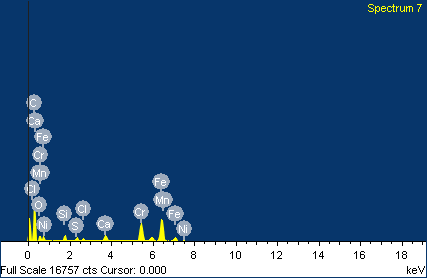 Spectrum 7
C
Ca
Fe
Cr
Mn
Cl
O
Ni
Si
S
Cl
Ca
Cr
Fe
Mn
Fe
Ni
0 2 4 6 8 10 12 14 16 18
Full Scale 16757 cts Cursor: 0.000 keV